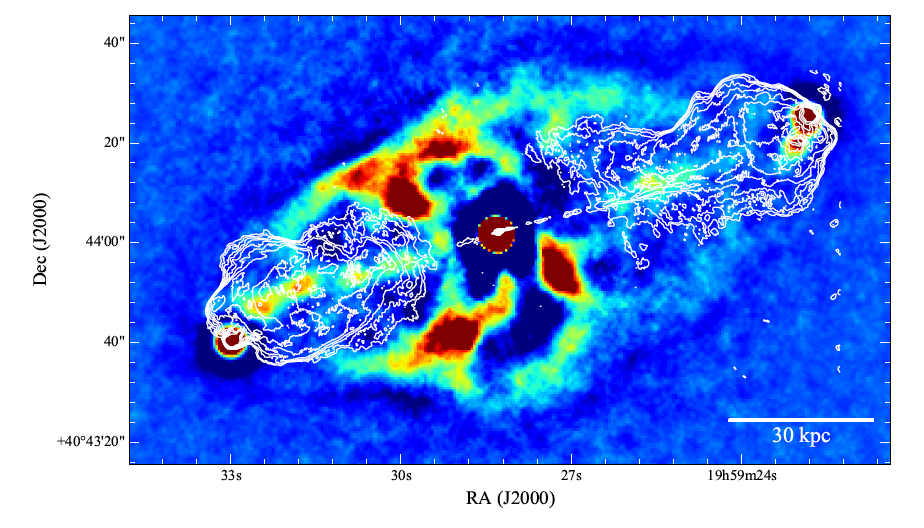 40"
20"
44'00"
40"
+40°43'20"
Dec (J2000)
30 kpc
33s
30s
27s
19h59m24s
RA (J2000)